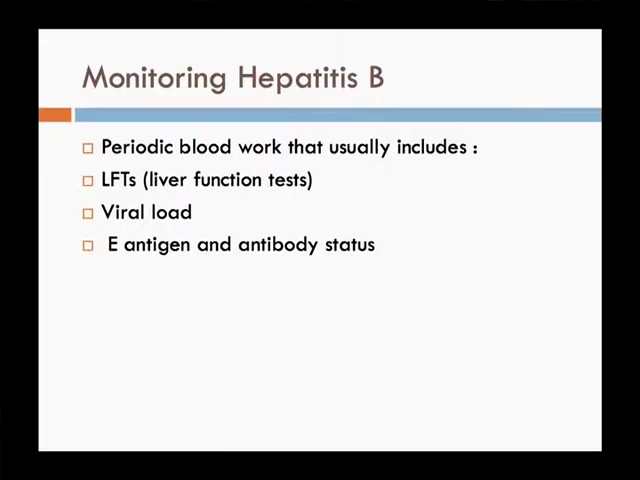 Monitoring Hepatitis B
Periodic blood work that usually includes :
LFTs (liver function tests)
Viral load
E antigen and antibody status